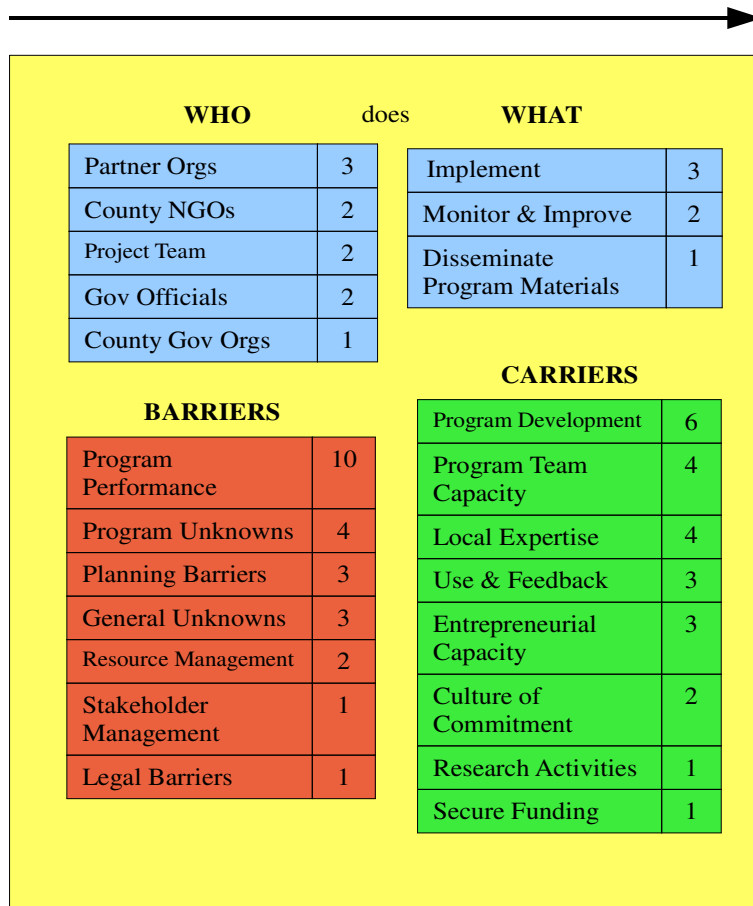 WHO does WHAT
Partner Orgs 3
County NGOs 2
Project Team 2
Gov Officials 2
County Gov Orgs 1
Implement 3
Monitor & Improve 2
Disseminate 1
Program Materials
BARRIERS
Program 10
Performance
Program Unknowns 4
Planning Barriers 3
General Unknowns 3
Resource Management 2
Stakeholder 1
Management
Legal Barriers 1
CARRIERS
Program Development 6
Program Team 4
Capacity
Local Expertise 4
Use & Feedback 3
Entrepreneurial 3
Capacity
Culture of 2
Commitment
Research Activities 1
Secure Funding 1